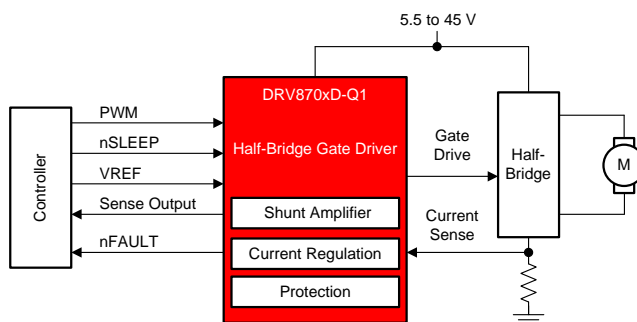 5.5 to 45 V
DRV870xD-Q1
Half-Bridge Gate Driver
Shunt Amplifier
Current Regulation
Protection
Controller
PWM
nSLEEP
VREF
Sense Output
nFAULT
Gate
Drive
Current
Sense
Half-
Bridge
M